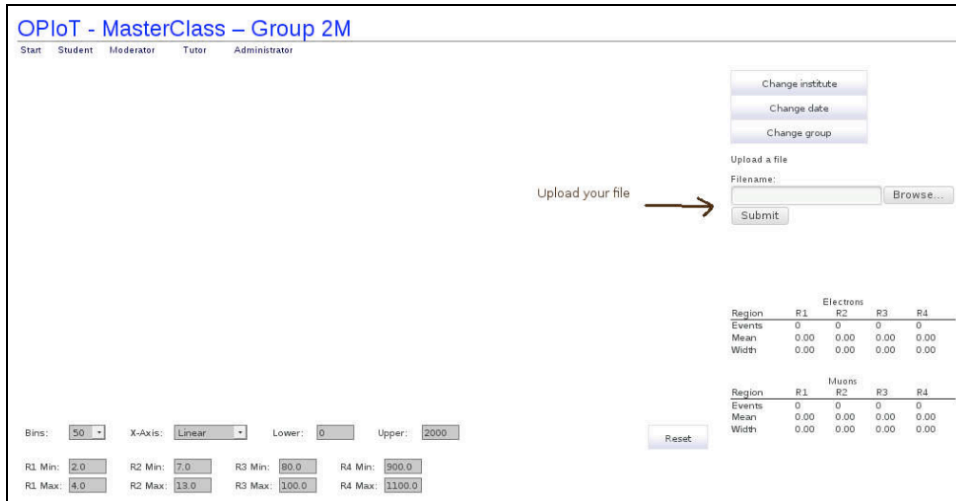 OPIoT - MasterClass – Group 2M
Start Student Moderator Tutor Administrator
Change institute
Change date
Change group
Upload a file
Filename:
Upload your file
Browse...
Submit
Electrons
Region R1 R2 R3 R4
Events 0 0 0 0
Mean 0.00 0.00 0.00 0.00
Width 0.00 0.00 0.00 0.00
Muons
Region R1 R2 R3 R4
Events 0 0 0 0
Mean 0.00 0.00 0.00 0.00
Width 0.00 0.00 0.00 0.00
Bins: 50 X-Axis: Linear Lower: 0 Upper: 2000
Reset
R1 Min: 2.0 R2 Min: 7.0 R3 Min: 80.0 R4 Min: 900.0
R1 Max: 4.0 R2 Max: 13.0 R3 Max: 100.0 R4 Max: 1100.0